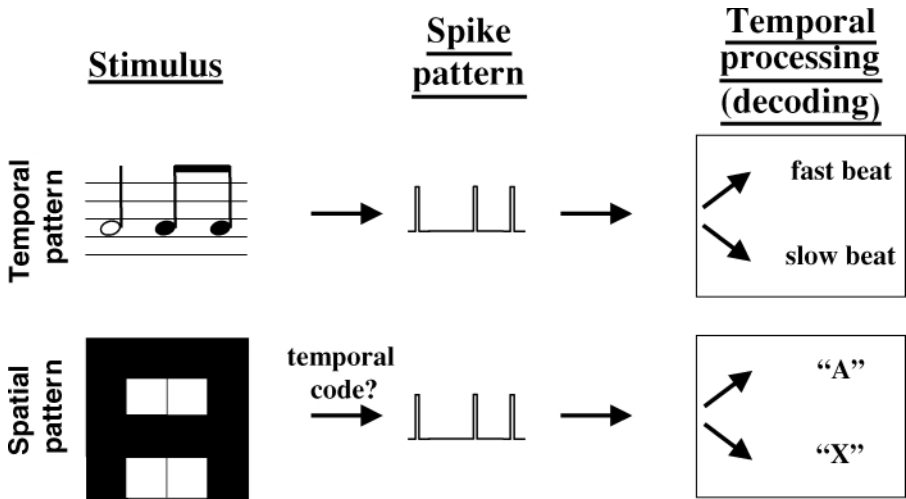 Stimulus
Spike
pattern
Temporal
processing
(decoding)
Temporal
pattern
fast beat
slow beat
Spatial
pattern
temporal
code?
“A”
“X”